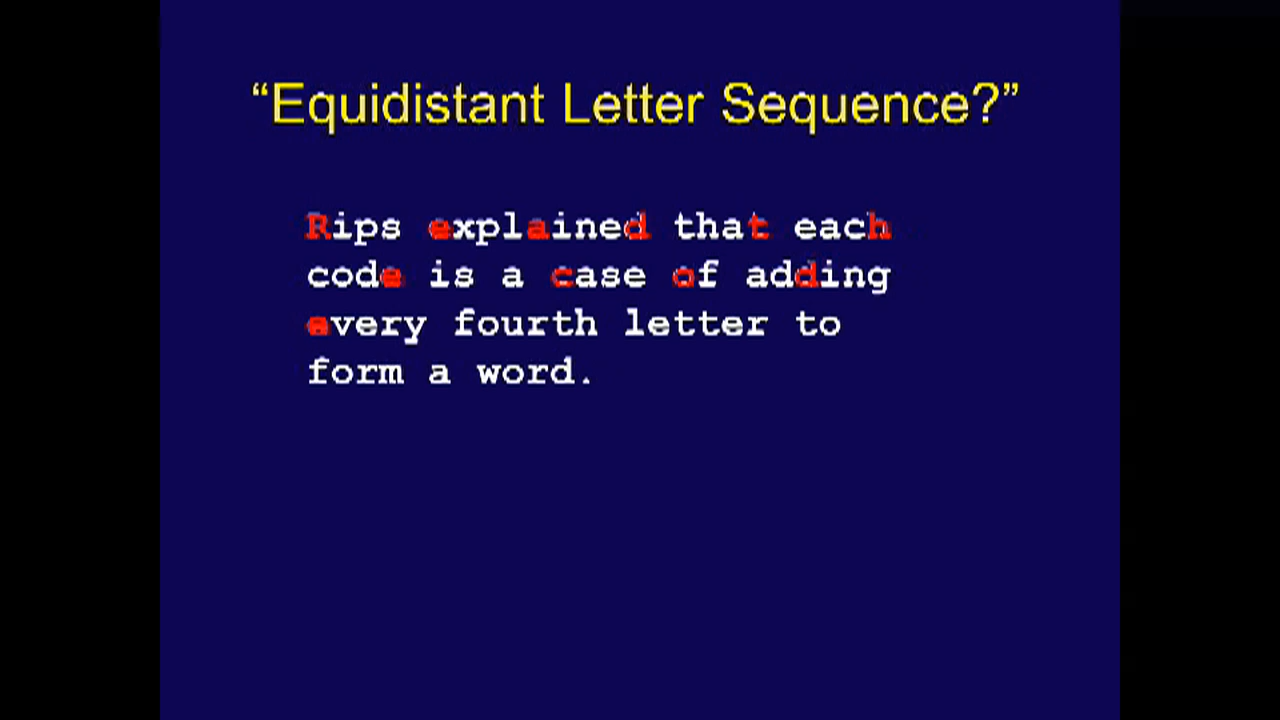 “Equidistant Letter Sequence?”
Rips explained that each
code is a case of adding
every fourth letter to
form a word.